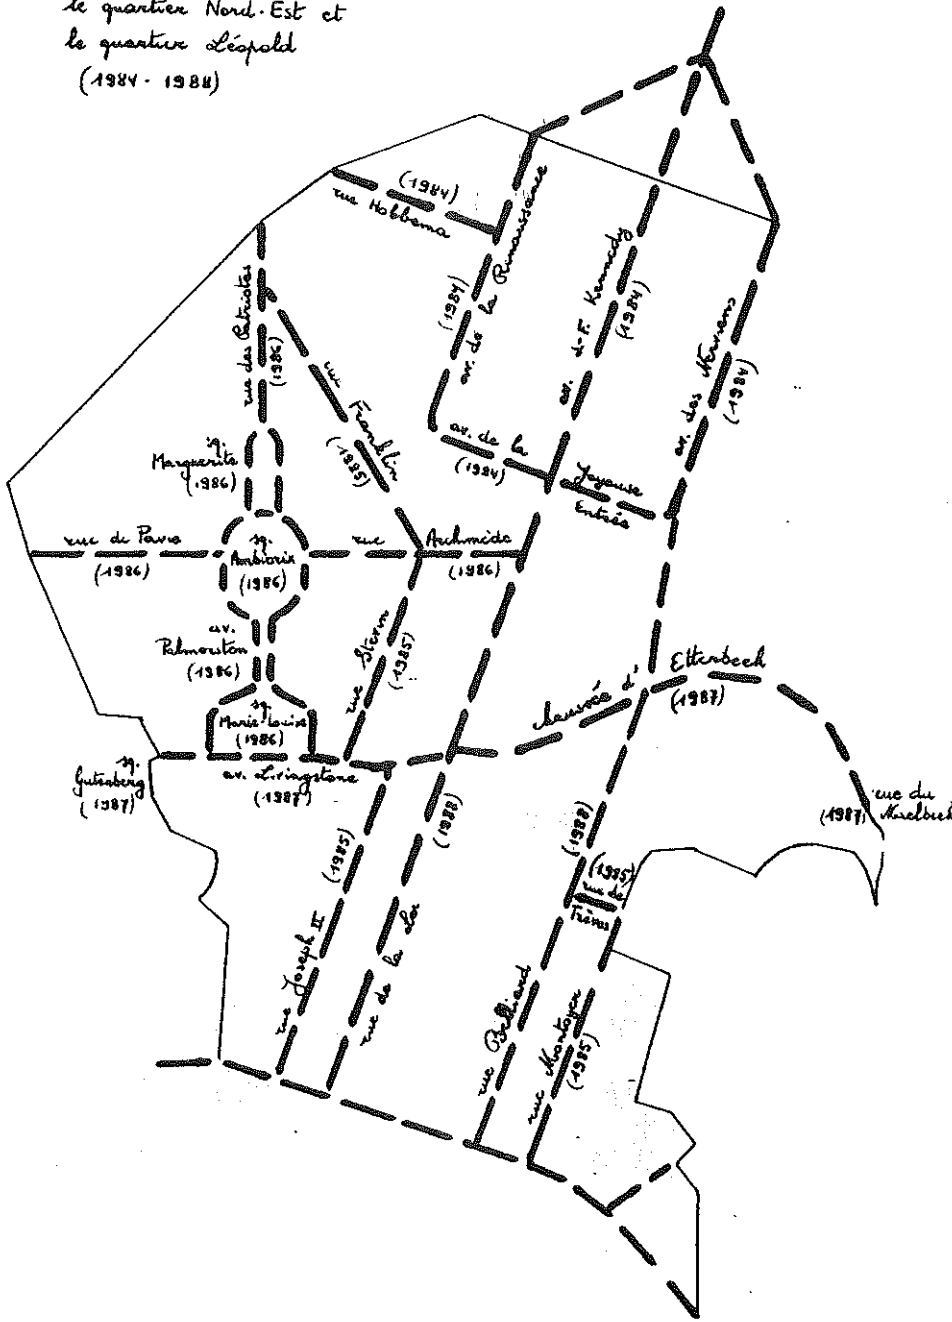 le quartier Nord-Est et
le quartier Léopold
(1984 - 1988)
rue Hobbema
(1984)
av. de la Renaissance
(1984)
av. J-F. Kennedy
(1984)
av. des Nerviens
(1984)
rue des Patriotes
(1986)
rue Franklin
(1985)
sq.
Marguerite
(1986)
av. de la
(1984)
Joyeuse
Entrée
rue de Pavie
(1986)
sq.
Ambiorix
(1986)
rue Archimède
(1986)
av.
Palmerston
(1986)
rue Stévin
(1985)
sq.
Marie-Louise
(1986)
chaussée d'
Etterbeek
(1987)
sq.
Gutenberg
(1987)
av. Livingstone
(1987)
rue du
Maelbeek
(1987)
rue Joseph II
(1985)
rue de la Loi
(1988)
rue Belliard
(1988)
(1985)
rue de
Trèves
rue Montoyer
(1985)